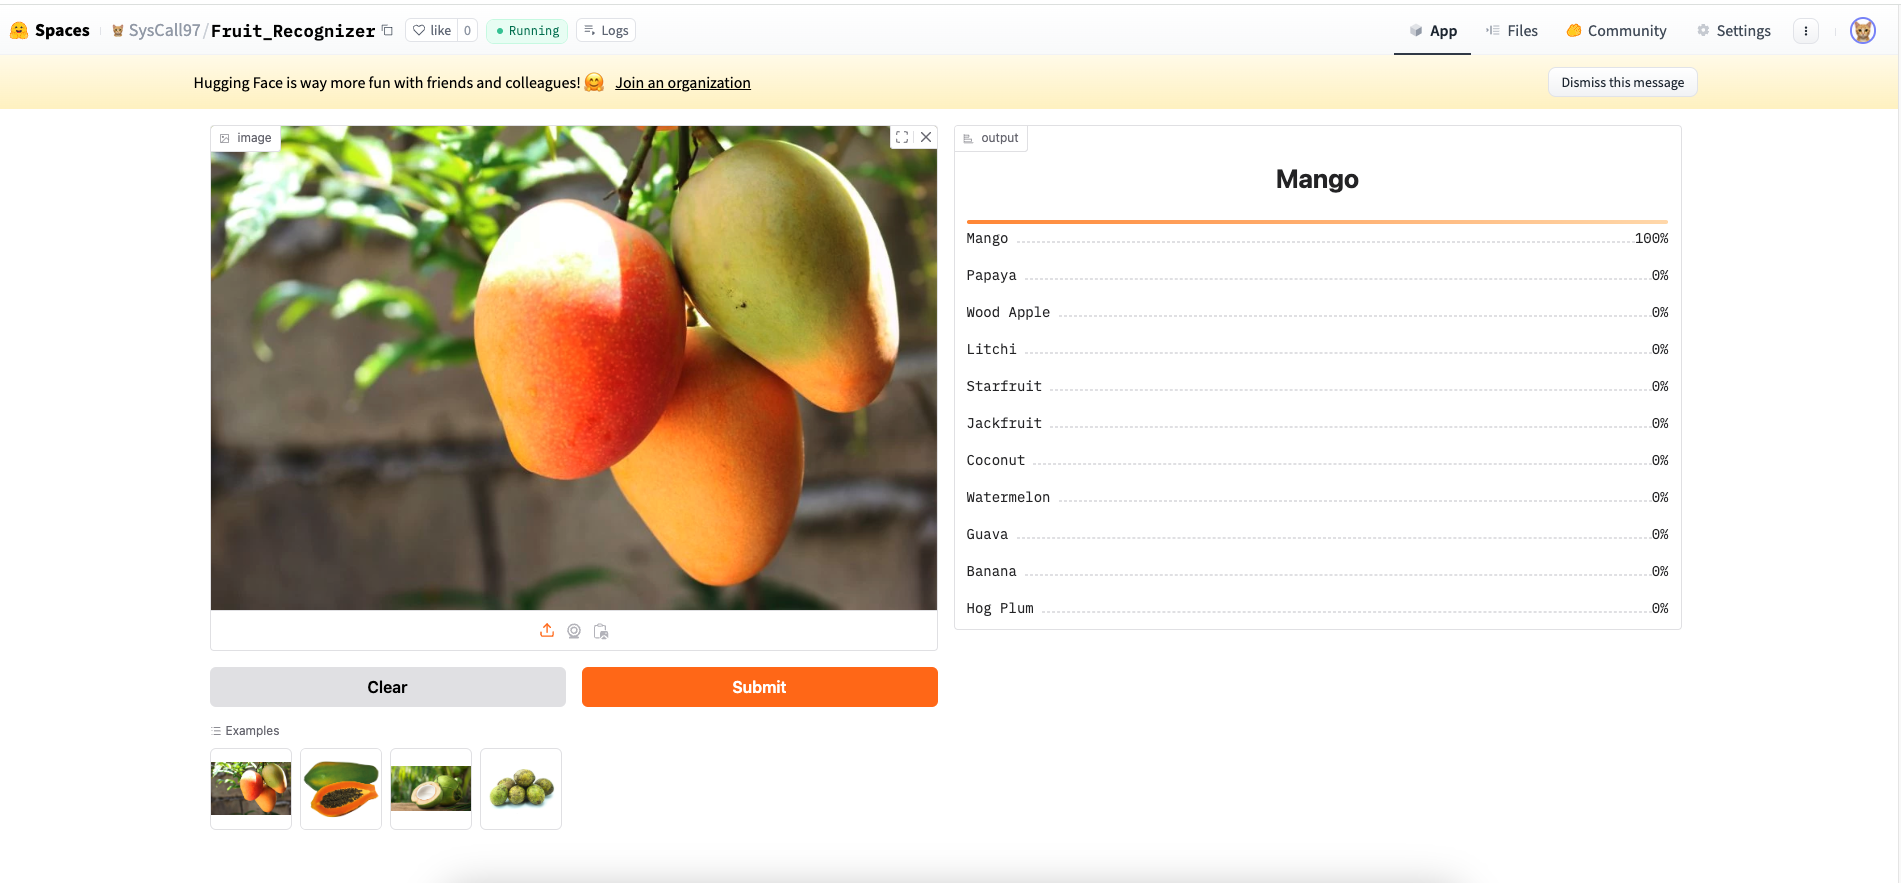 Spaces SysCall97/Fruit_Recognizer like 0 Running Logs App Files Community Settings
Hugging Face is way more fun with friends and colleagues! 🤗 Join an organization Dismiss this message
image
output
Mango
Mango 100%
Papaya 0%
Wood Apple 0%
Litchi 0%
Starfruit 0%
Jackfruit 0%
Coconut 0%
Watermelon 0%
Guava 0%
Banana 0%
Hog Plum 0%
Clear Submit
Examples